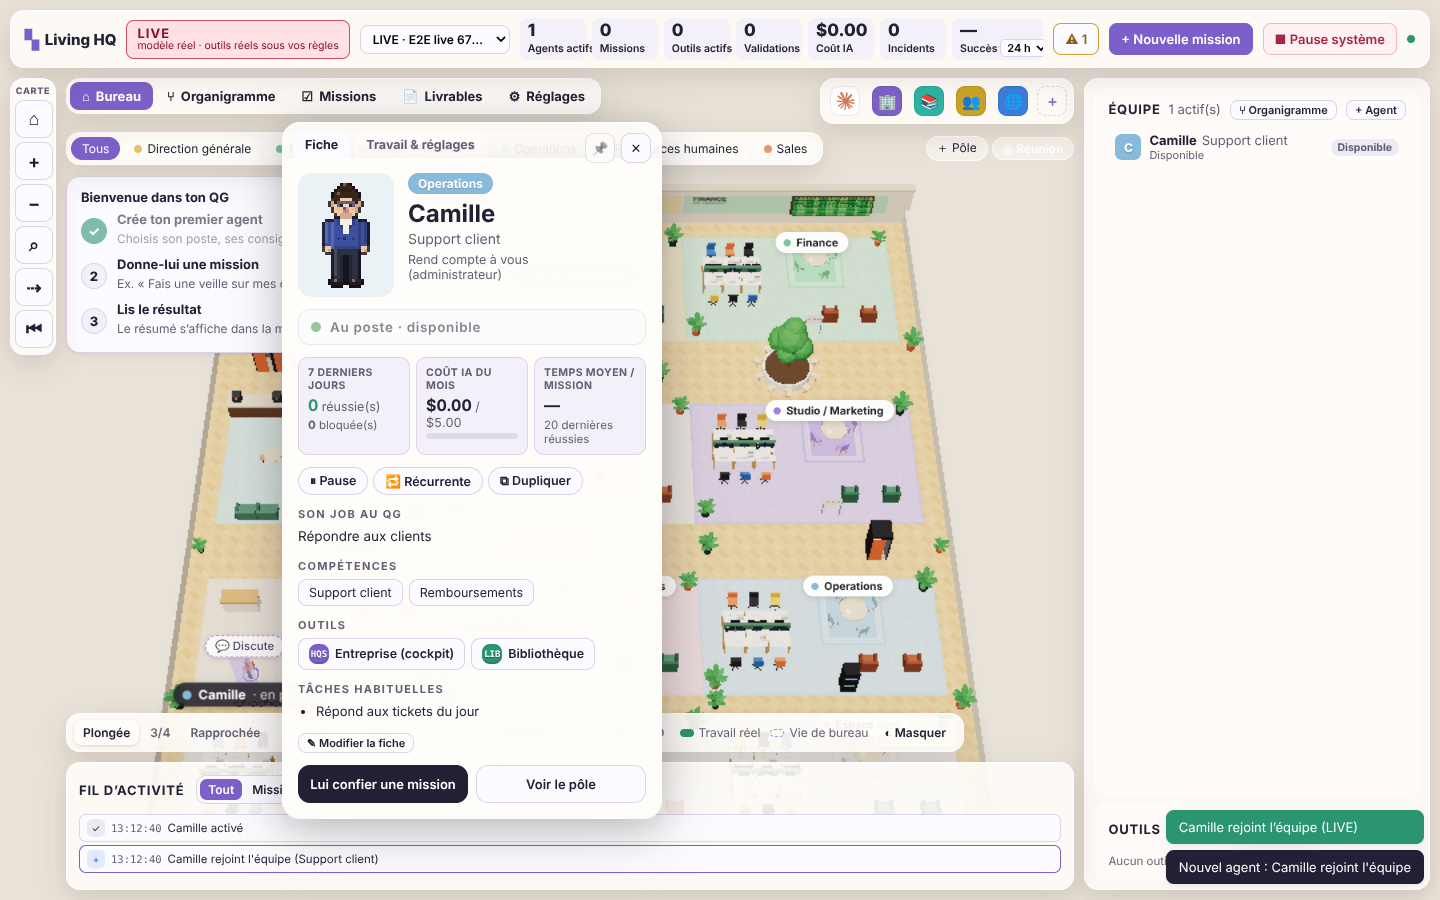 Living HQ
LIVE
modèle réel · outils réels sous vos règles
LIVE · E2E live 67...
1
Agents actifs
0
Missions
0
Outils actifs
0
Validations
$0.00
Coût IA
0
Incidents
—
Succès
24 h
⚠ 1
+ Nouvelle mission
Pause système
CARTE
Bureau
Organigramme
Missions
Livrables
Réglages
Tous
Direction générale
Operations
Sales
+ Pôle
Réunion
Bienvenue dans ton QG
✓
Crée ton premier agent
Choisis son poste, ses consig
2
Donne-lui une mission
Ex. « Fais une veille sur mes
3
Lis le résultat
Le résumé s'affiche dans la m
Fiche
Travail & réglages
Operations
Camille
Support client
Rend compte à vous
(administrateur)
Au poste · disponible
7 DERNIERS
JOURS
0 réussie(s)
0 bloquée(s)
COÛT IA DU
MOIS
$0.00 /
$5.00
TEMPS MOYEN /
MISSION
—
20 dernières
réussies
Pause
Récurrente
Dupliquer
SON JOB AU QG
Répondre aux clients
COMPÉTENCES
Support client
Remboursements
OUTILS
HQS Entreprise (cockpit)
LIB Bibliothèque
TÂCHES HABITUELLES
• Répond aux tickets du jour
✎ Modifier la fiche
Lui confier une mission
Voir le pôle
FINANCE
Finance
Studio / Marketing
Operations
Discute
Camille · en p
Plongée
3/4
Rapprochée
Travail réel
Vie de bureau
Masquer
FIL D'ACTIVITÉ
Tout
Missi
13:12:40 Camille activé
13:12:40 Camille rejoint l'équipe (Support client)
ÉQUIPE
1 actif(s)
Organigramme
+ Agent
C
Camille Support client
Disponible
Disponible
OUTILS
Aucun outi
Camille rejoint l'équipe (LIVE)
Nouvel agent : Camille rejoint l'équipe